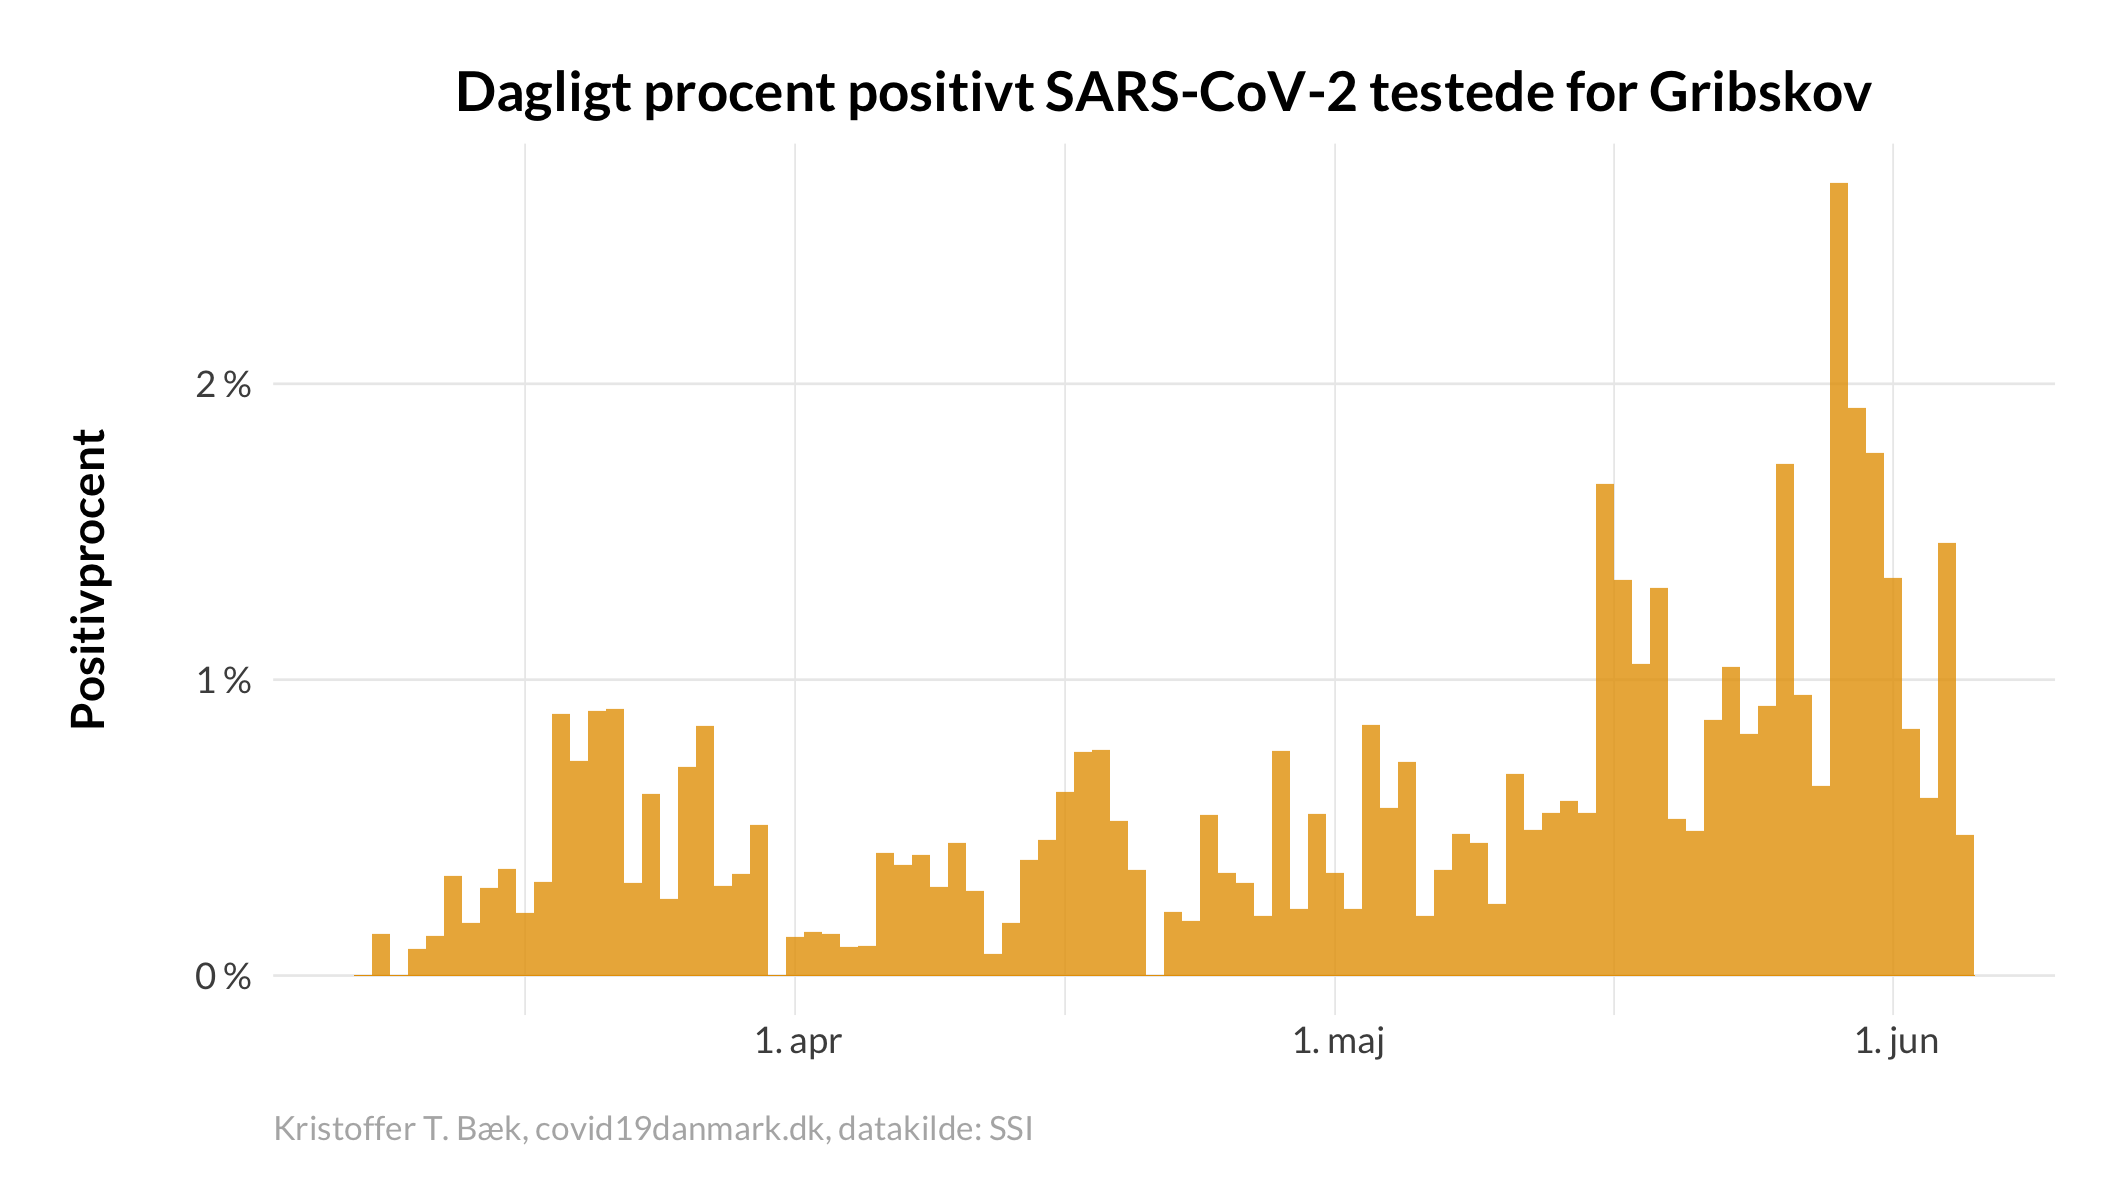 Dagligt procent positivt SARS-CoV-2 testede for Gribskov
Positivprocent
2 %
1 %
0 %
1. apr
1. maj
1. jun
Kristoffer T. Bæk, covid19danmark.dk, datakilde: SSI